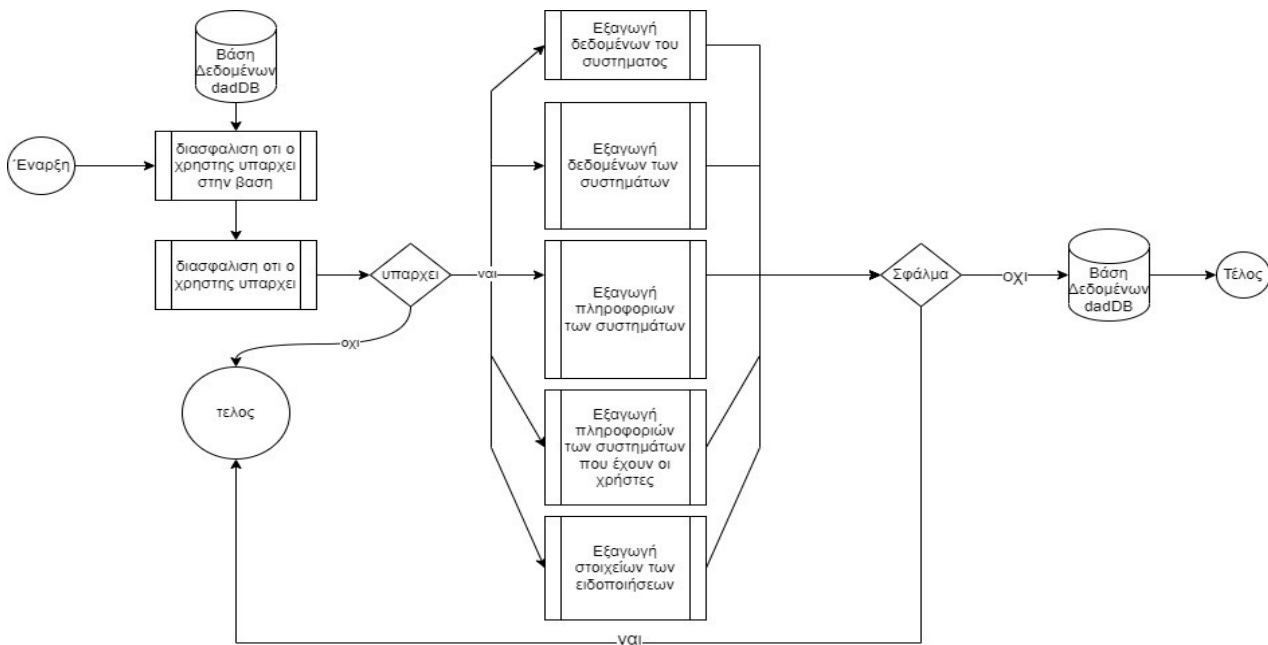 Βάση
Δεδομένων
dadDB
Έναρξη
διασφαλιση οτι ο
χρηστης υπαρχει
στην βαση
διασφαλιση οτι ο
χρηστης υπαρχει
υπαρχει
ναι
οχι
τελος
Εξαγωγή
δεδομένων του
συστηματος
Εξαγωγή
δεδομένων των
συστημάτων
Εξαγωγή
πληροφοριων
των συστημάτων
Εξαγωγή
πληροφοριών
των συστημάτων
που έχουν οι
χρήστες
Εξαγωγή
στοιχείων των
ειδοποιήσεων
Σφάλμα
οχι
Βάση
Δεδομένων
dadDB
Τέλος
ναι